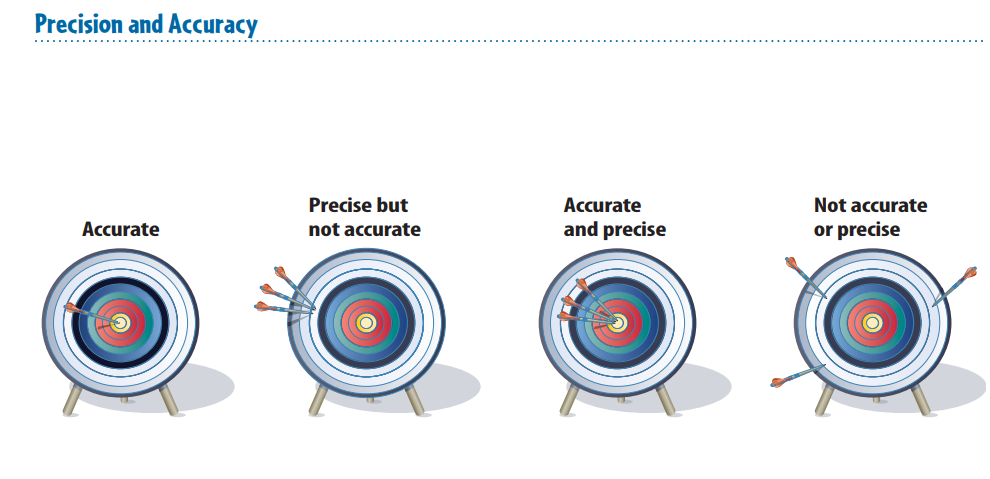 Precision and Accuracy
Accurate
Precise but
not accurate
Accurate
and precise
Not accurate
or precise